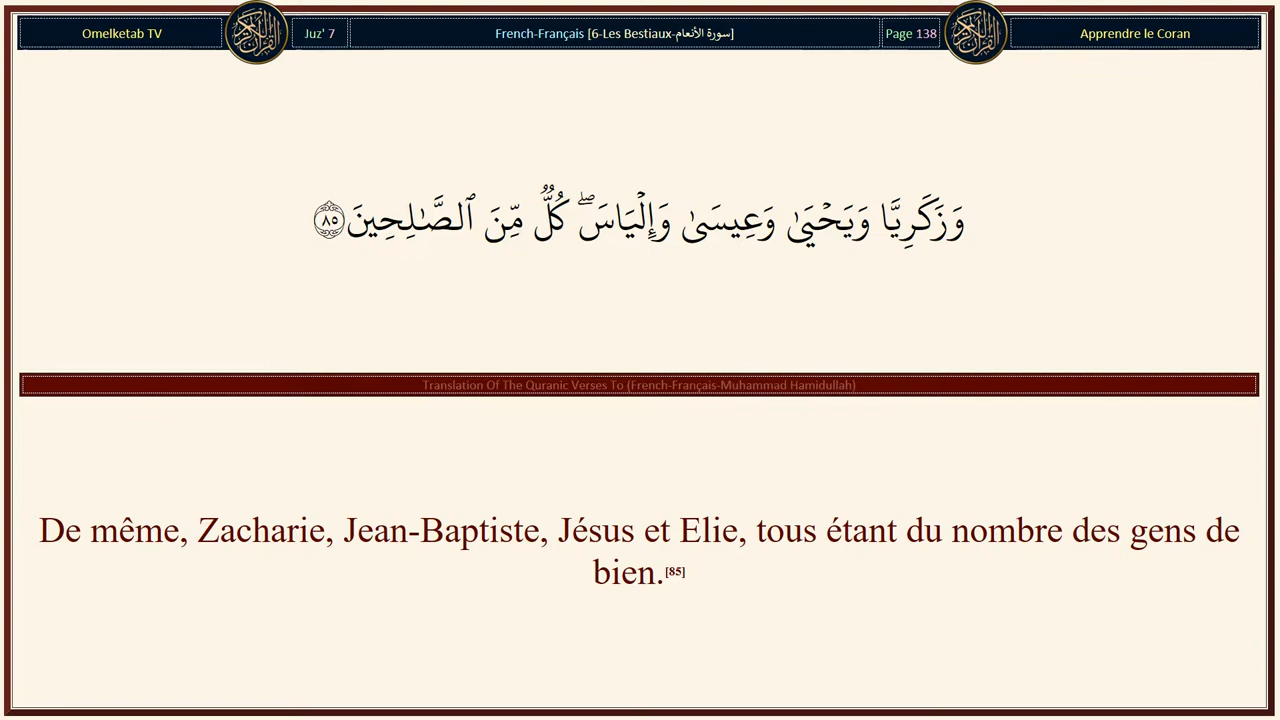 Omelketab TV
Juz' 7
French-Français [6-Les Bestiaux-سورة الأنعام]
Page 138
Apprendre le Coran
وَزَكَرِيَّا وَيَحۡيَىٰ وَعِيسَىٰ وَإِلۡيَاسَۖ كُلّٞ مِّنَ ٱلصَّـٰلِحِينَ ٨٥
Translation Of The Quranic Verses To (French-Français-Muhammad Hamidullah)
De même, Zacharie, Jean-Baptiste, Jésus et Elie, tous étant du nombre des gens de
bien.[85]